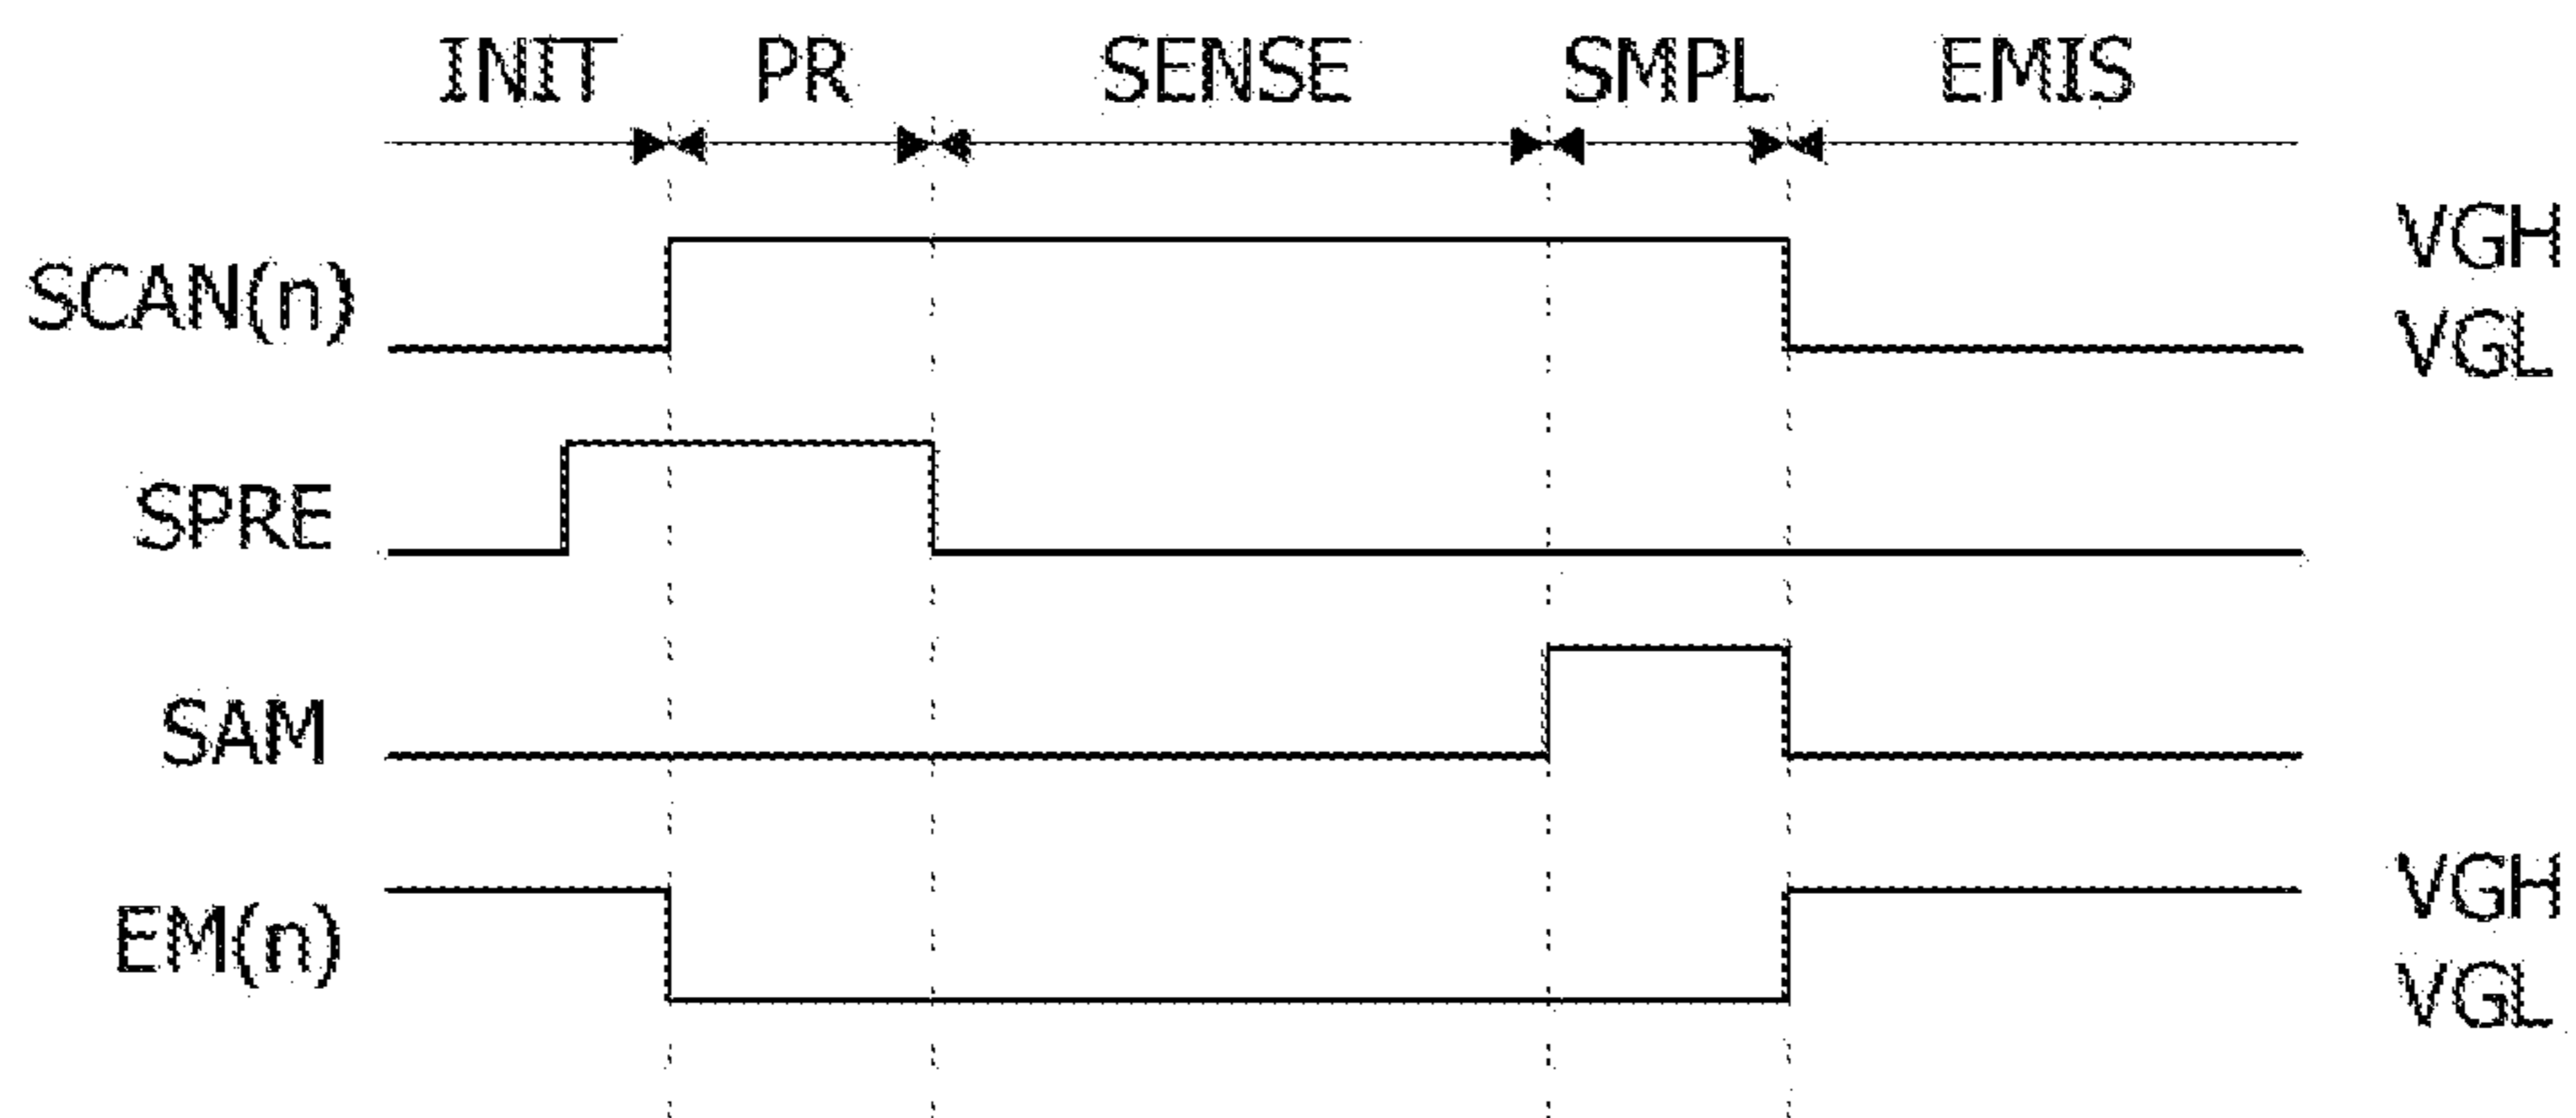 INIT PR SENSE SMPL EMIS
VGH
SCAN(n)
VGL
SPRE
SAM
VGH
EM(n)
VGL